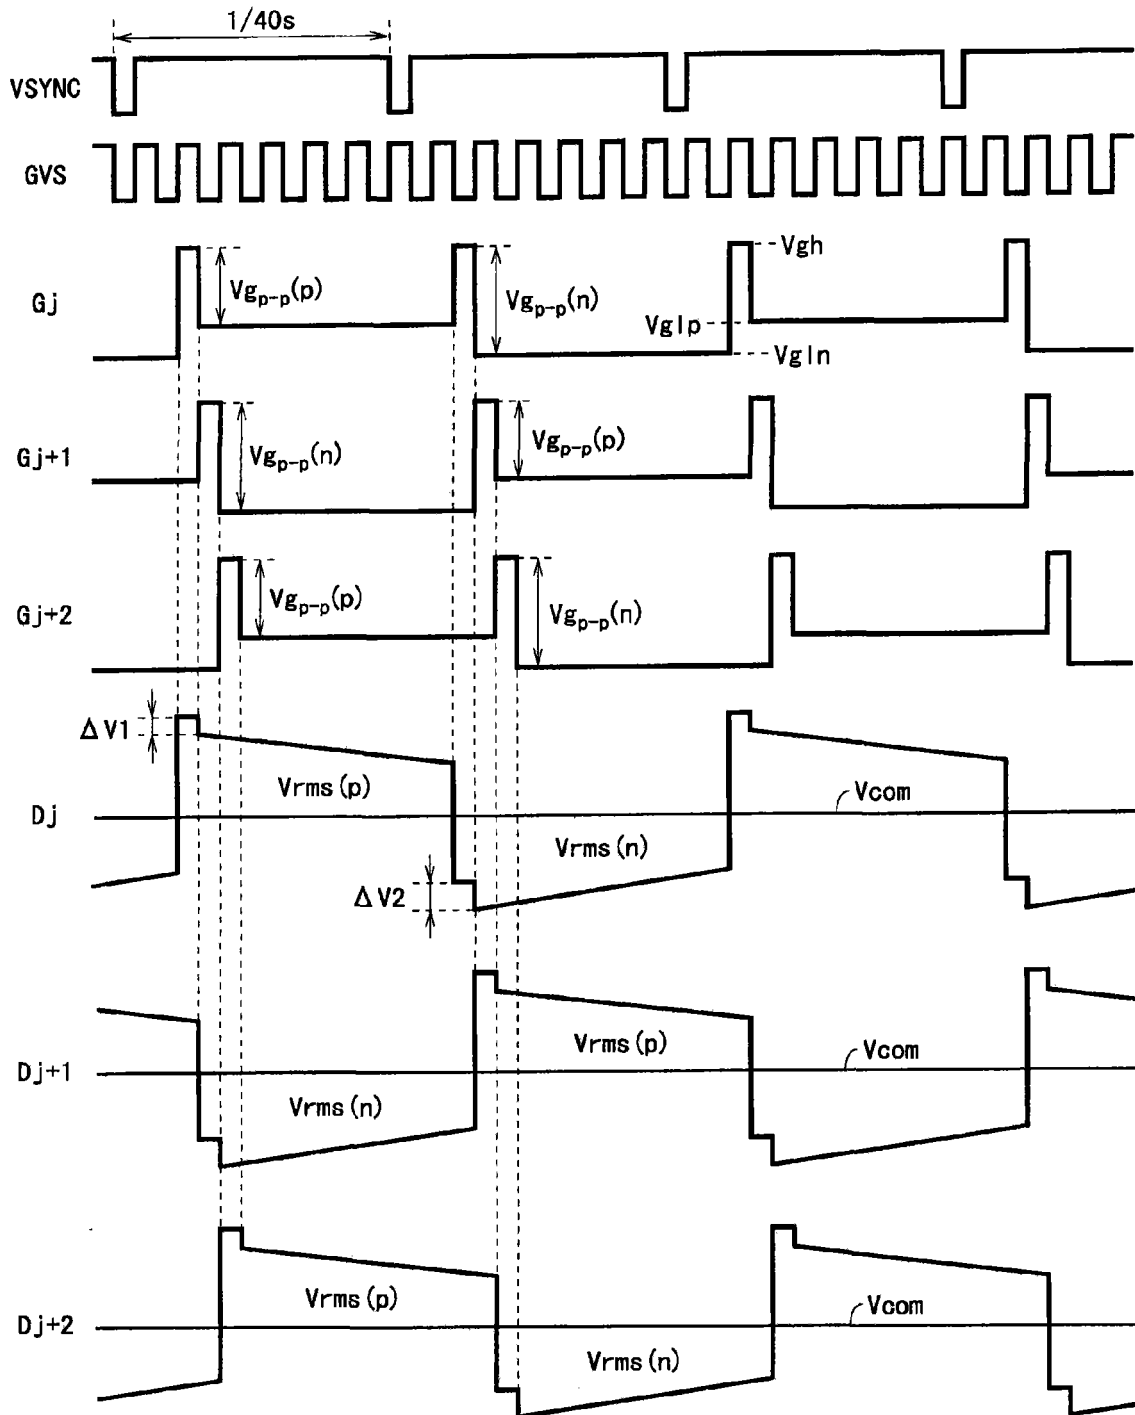 1/40s
VSYNC
GVS
Gj
Vgp-p(p)
Vgp-p(n)
Vgh
Vglp
Vgln
Gj+1
Vgp-p(n)
Vgp-p(p)
Gj+2
Vgp-p(p)
Vgp-p(n)
ΔV1
Dj
Vrms(p)
Vcom
Vrms(n)
ΔV2
Dj+1
Vrms(p)
Vcom
Vrms(n)
Dj+2
Vrms(p)
Vcom
Vrms(n)